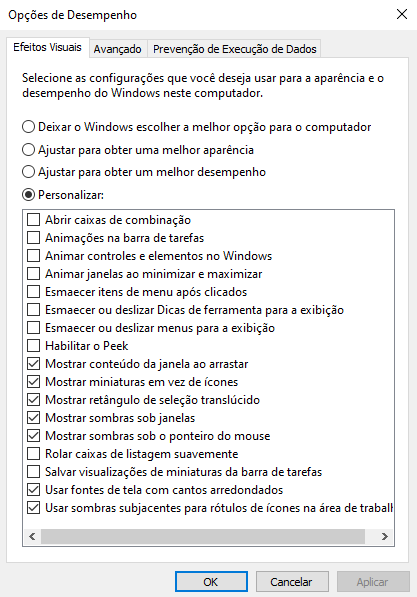 Opções de Desempenho
Efeitos Visuais
Avançado
Prevenção de Execução de Dados
Selecione as configurações que você deseja usar para a aparência e o
desempenho do Windows neste computador.
Deixar o Windows escolher a melhor opção para o computador
Ajustar para obter uma melhor aparência
Ajustar para obter um melhor desempenho
Personalizar:
Abrir caixas de combinação
Animações na barra de tarefas
Animar controles e elementos no Windows
Animar janelas ao minimizar e maximizar
Esmaecer itens de menu após clicados
Esmaecer ou deslizar Dicas de ferramenta para a exibição
Esmaecer ou deslizar menus para a exibição
Habilitar o Peek
Mostrar conteúdo da janela ao arrastar
Mostrar miniaturas em vez de ícones
Mostrar retângulo de seleção translúcido
Mostrar sombras sob janelas
Mostrar sombras sob o ponteiro do mouse
Rolar caixas de listagem suavemente
Salvar visualizações de miniaturas da barra de tarefas
Usar fontes de tela com cantos arredondados
Usar sombras subjacentes para rótulos de ícones na área de trabal
OK
Cancelar
Aplicar